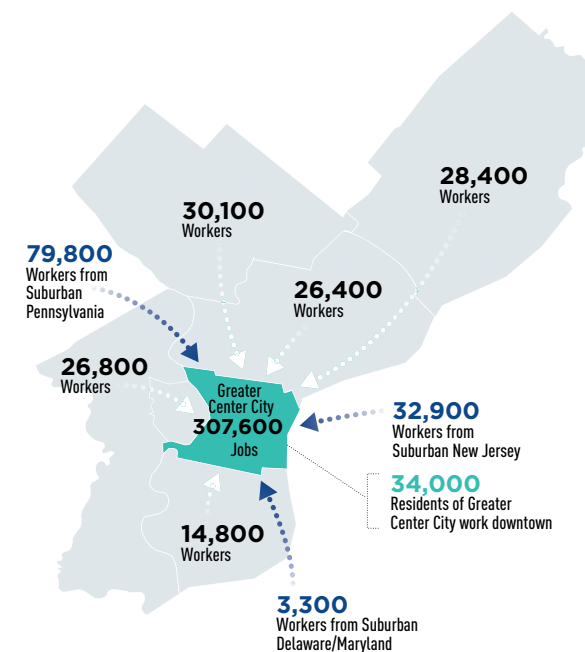 28,400
Workers
30,100
Workers
79,800
Workers from
Suburban
Pennsylvania
26,400
Workers
26,800
Workers
Greater
Center City
307,600
Jobs
32,900
Workers from
Suburban New Jersey
34,000
Residents of Greater
Center City work downtown
14,800
Workers
3,300
Workers from Suburban
Delaware/Maryland